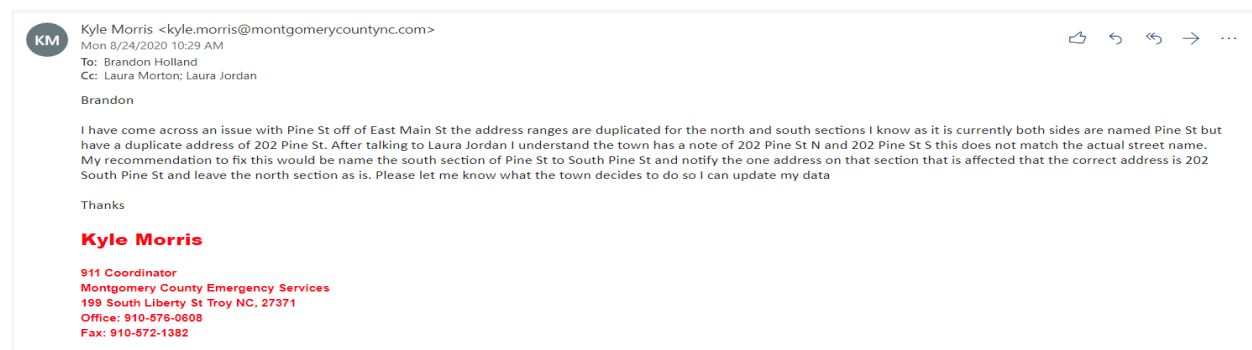 KM
Kyle Morris <kyle.morris@montgomerycountync.com>
Mon 8/24/2020 10:29 AM
To: Brandon Holland
Cc: Laura Morton; Laura Jordan
Brandon
I have come across an issue with Pine St off of East Main St the address ranges are duplicated for the north and south sections I know as it is currently both sides are named Pine St but
have a duplicate address of 202 Pine St. After talking to Laura Jordan I understand the town has a note of 202 Pine St N and 202 Pine St S this does not match the actual street name.
My recommendation to fix this would be name the south section of Pine St to South Pine St and notify the one address on that section that is affected that the correct address is 202
South Pine St and leave the north section as is. Please let me know what the town decides to do so I can update my data
Thanks
Kyle Morris
911 Coordinator
Montgomery County Emergency Services
199 South Liberty St Troy NC, 27371
Office: 910-576-0608
Fax: 910-572-1382